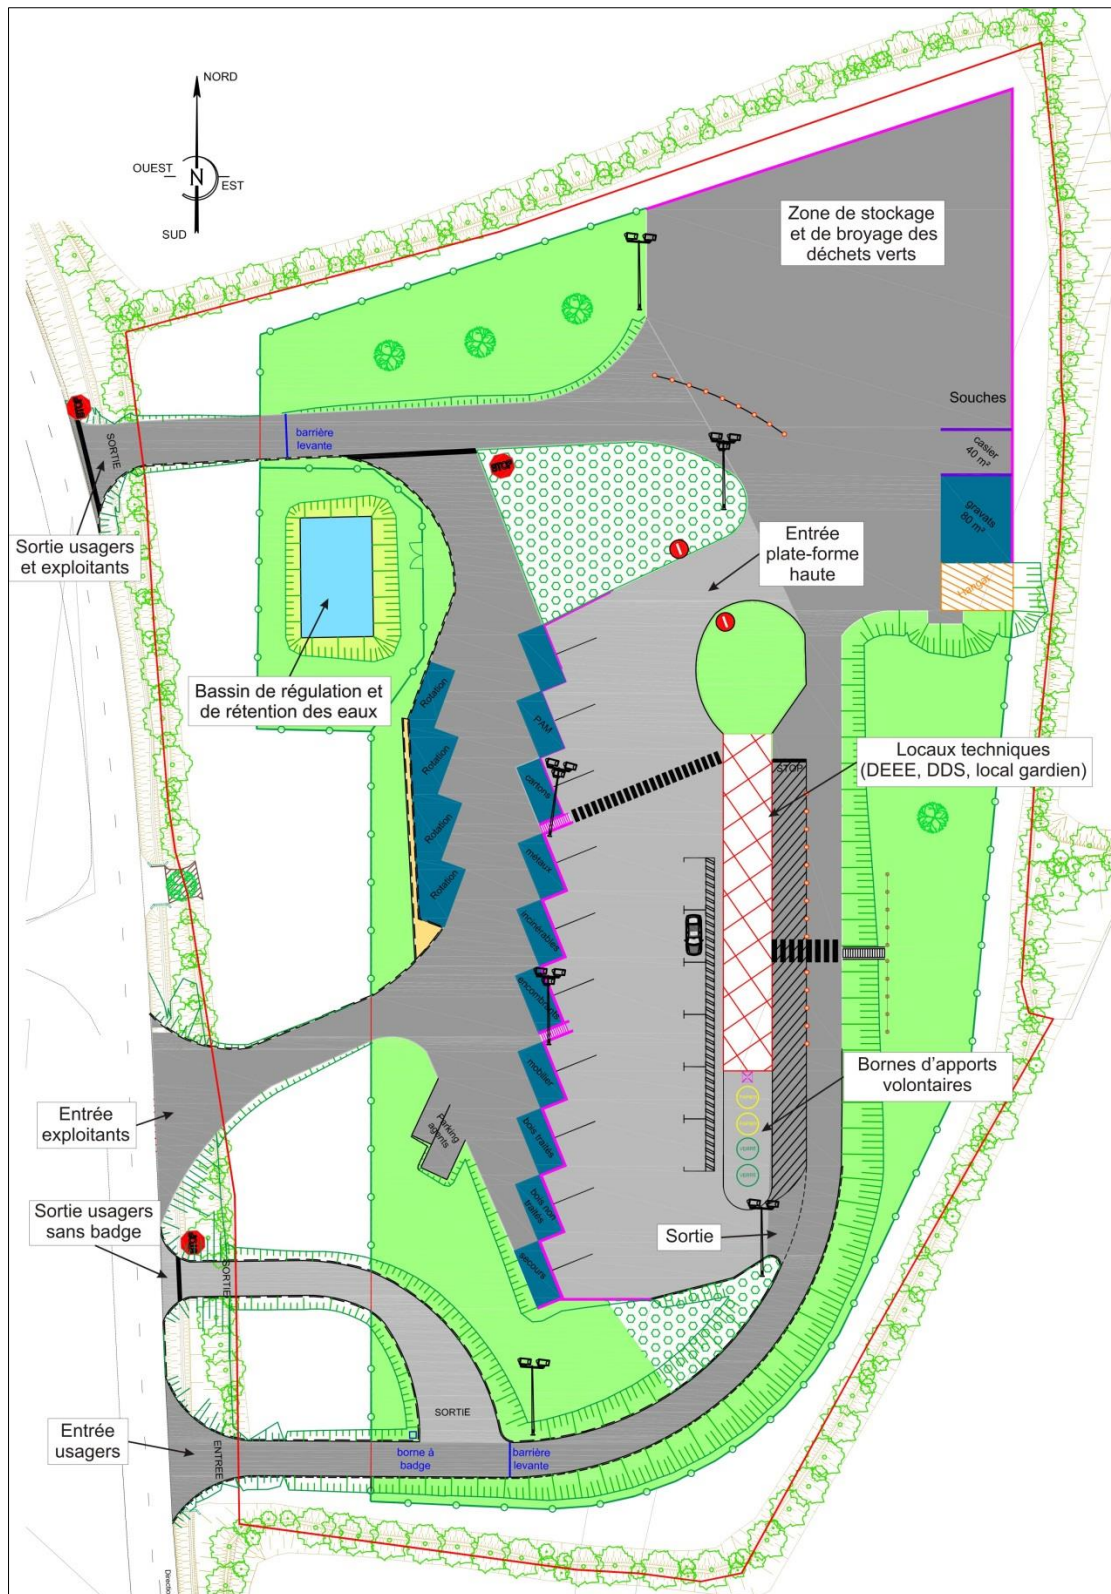 NORD
OUEST
EST
N
SUD
Zone de stockage
et de broyage des
déchets verts
Souches
STOP
SORTIE
barrière
levante
casier
40 m²
STOP
gravats
80 m²
Sortie usagers
et exploitants
Entrée
plate-forme
haute
Bassin de régulation et
de rétention des eaux
Rotation
PAM
Rotation
cartons
Locaux techniques
(DEEE, DDS, local gardien)
STOP
Rotation
métaux
Rotation
incinérables
encombrants
mobilier
Bornes d'apports
volontaires
Entrée
exploitants
Parking
agents
bois traités
VERRE
VERRE
bois non
traités
Sortie usagers
sans badge
STOP
SORTIE
Sortie
secours
SORTIE
Entrée
usagers
ENTREE
borne à
badge
barrière
levante